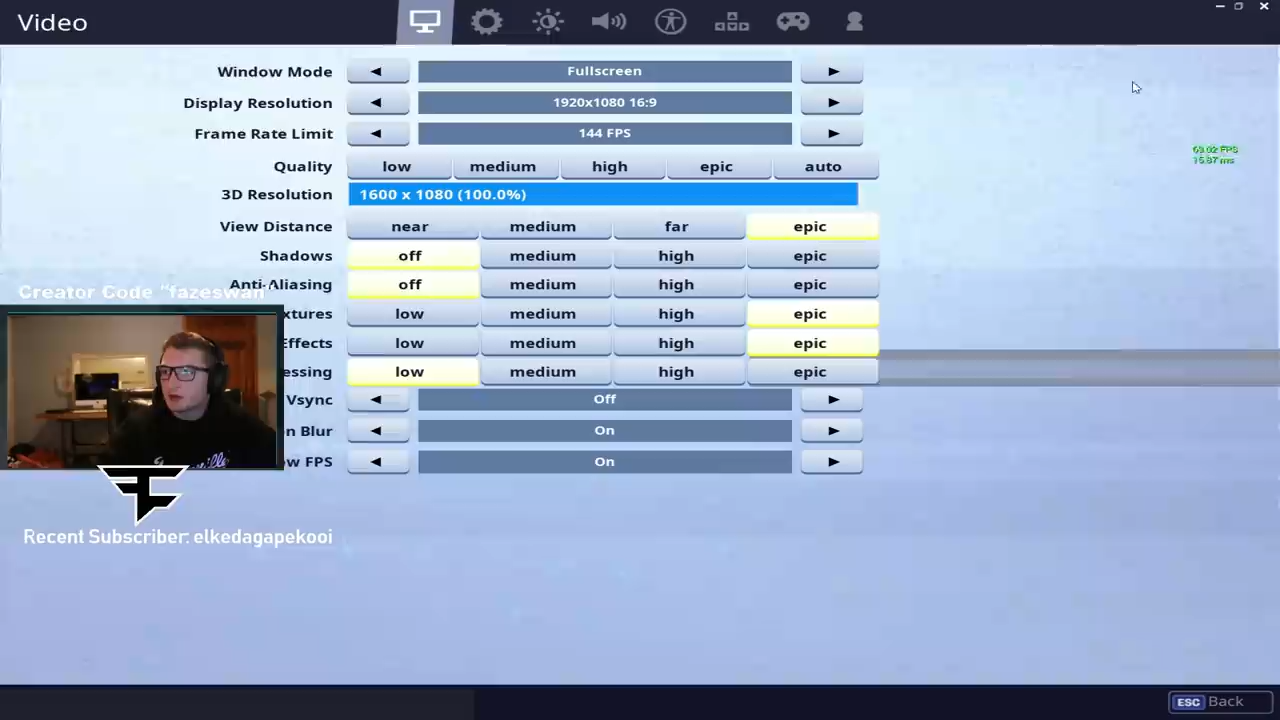 Video
Window Mode Fullscreen
Display Resolution 1920x1080 16:9
Frame Rate Limit 144 FPS
Quality low medium high epic auto
3D Resolution 1600 x 1080 (100.0%)
View Distance near medium far epic
Shadows off medium high epic
Anti-Aliasing off medium high epic
Creator Code "fazeswan"
xtures low medium high epic
Effects low medium high epic
essing low medium high epic
Vsync Off
n Blur On
ow FPS On
Recent Subscriber: elkedagapekooi
ESC Back